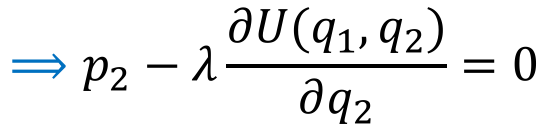 ⟹ p₂ − λ ∂U(q₁, q₂)/∂q₂ = 0